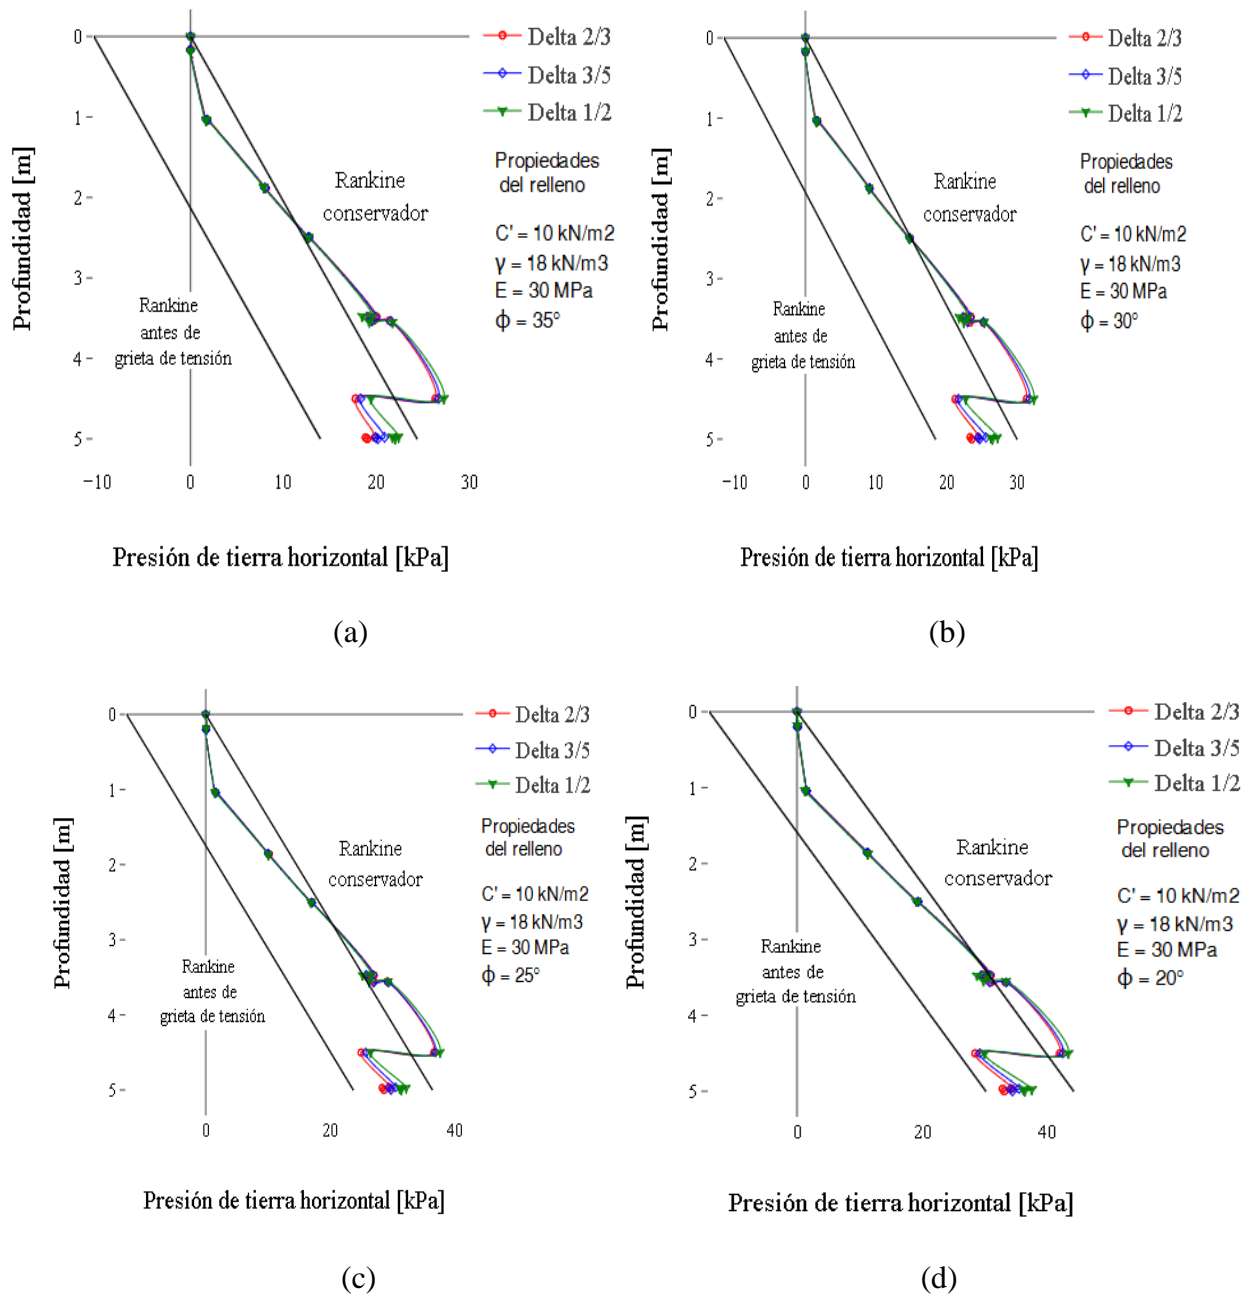 Delta 2/3
Delta 3/5
Delta 1/2
Propiedades
del relleno
C' = 10 kN/m2
γ = 18 kN/m3
E = 30 MPa
ϕ = 35°
Rankine
conservador
Rankine
antes de
grieta de tensión
Profundidad [m]
0
1
2
3
4
5
−10 0 10 20 30
Presión de tierra horizontal [kPa]
(a)
Delta 2/3
Delta 3/5
Delta 1/2
Propiedades
del relleno
C' = 10 kN/m2
γ = 18 kN/m3
E = 30 MPa
ϕ = 30°
Rankine
conservador
Rankine
antes de
grieta de tensión
Profundidad [m]
0
1
2
3
4
5
−10 0 10 20 30
Presión de tierra horizontal [kPa]
(b)
Delta 2/3
Delta 3/5
Delta 1/2
Propiedades
del relleno
C' = 10 kN/m2
γ = 18 kN/m3
E = 30 MPa
ϕ = 25°
Rankine
conservador
Rankine
antes de
grieta de tensión
Profundidad [m]
0
1
2
3
4
5
0 20 40
Presión de tierra horizontal [kPa]
(c)
Delta 2/3
Delta 3/5
Delta 1/2
Propiedades
del relleno
C' = 10 kN/m2
γ = 18 kN/m3
E = 30 MPa
ϕ = 20°
Rankine
conservador
Rankine
antes de
grieta de tensión
Profundidad [m]
0
1
2
3
4
5
0 20 40
Presión de tierra horizontal [kPa]
(d)